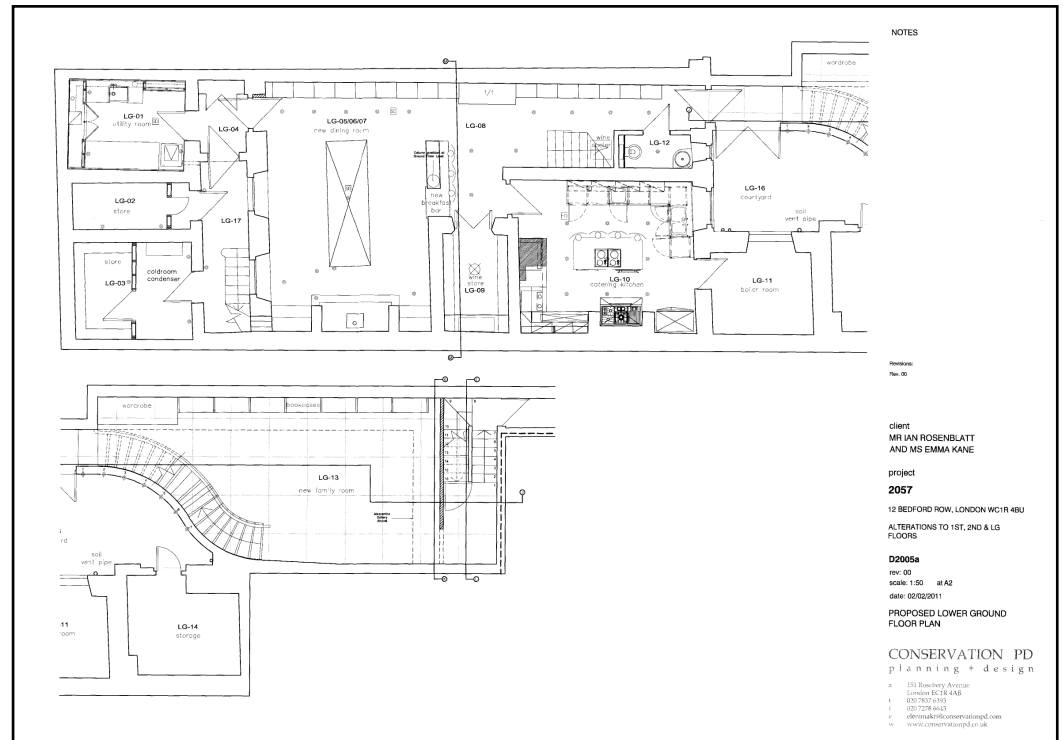 NOTES
wardrobe
LG-01
utility room
LG-04
LG-05/06/07
new dining room
f/f
LG-08
LG-12
LG-02
store
LG-17
new
breakfast
bar
LG-16
courtyard
soil
vent pipe
store
coldroom
condenser
LG-03
wine
store
LG-09
LG-10
catering kitchen
LG-11
boiler room
wardrobe
bookcases
LG-13
new family room
rd
soil
vent pipe
-11
room
LG-14
storage
Revisions:
Rev. 00
client
MR IAN ROSENBLATT
AND MS EMMA KANE
project
2057
12 BEDFORD ROW, LONDON WC1R 4BU
ALTERATIONS TO 1ST, 2ND & LG
FLOORS
D2005a
rev: 00
scale: 1:50 at A2
date: 02/02/2011
PROPOSED LOWER GROUND
FLOOR PLAN
CONSERVATION PD
planning + design
a 151 Rosebery Avenue
London EC1R 4AB
t 020 7837 6393
f 020 7278 6643
e elenimakri@conservationpd.com
w www.conservationpd.co.uk